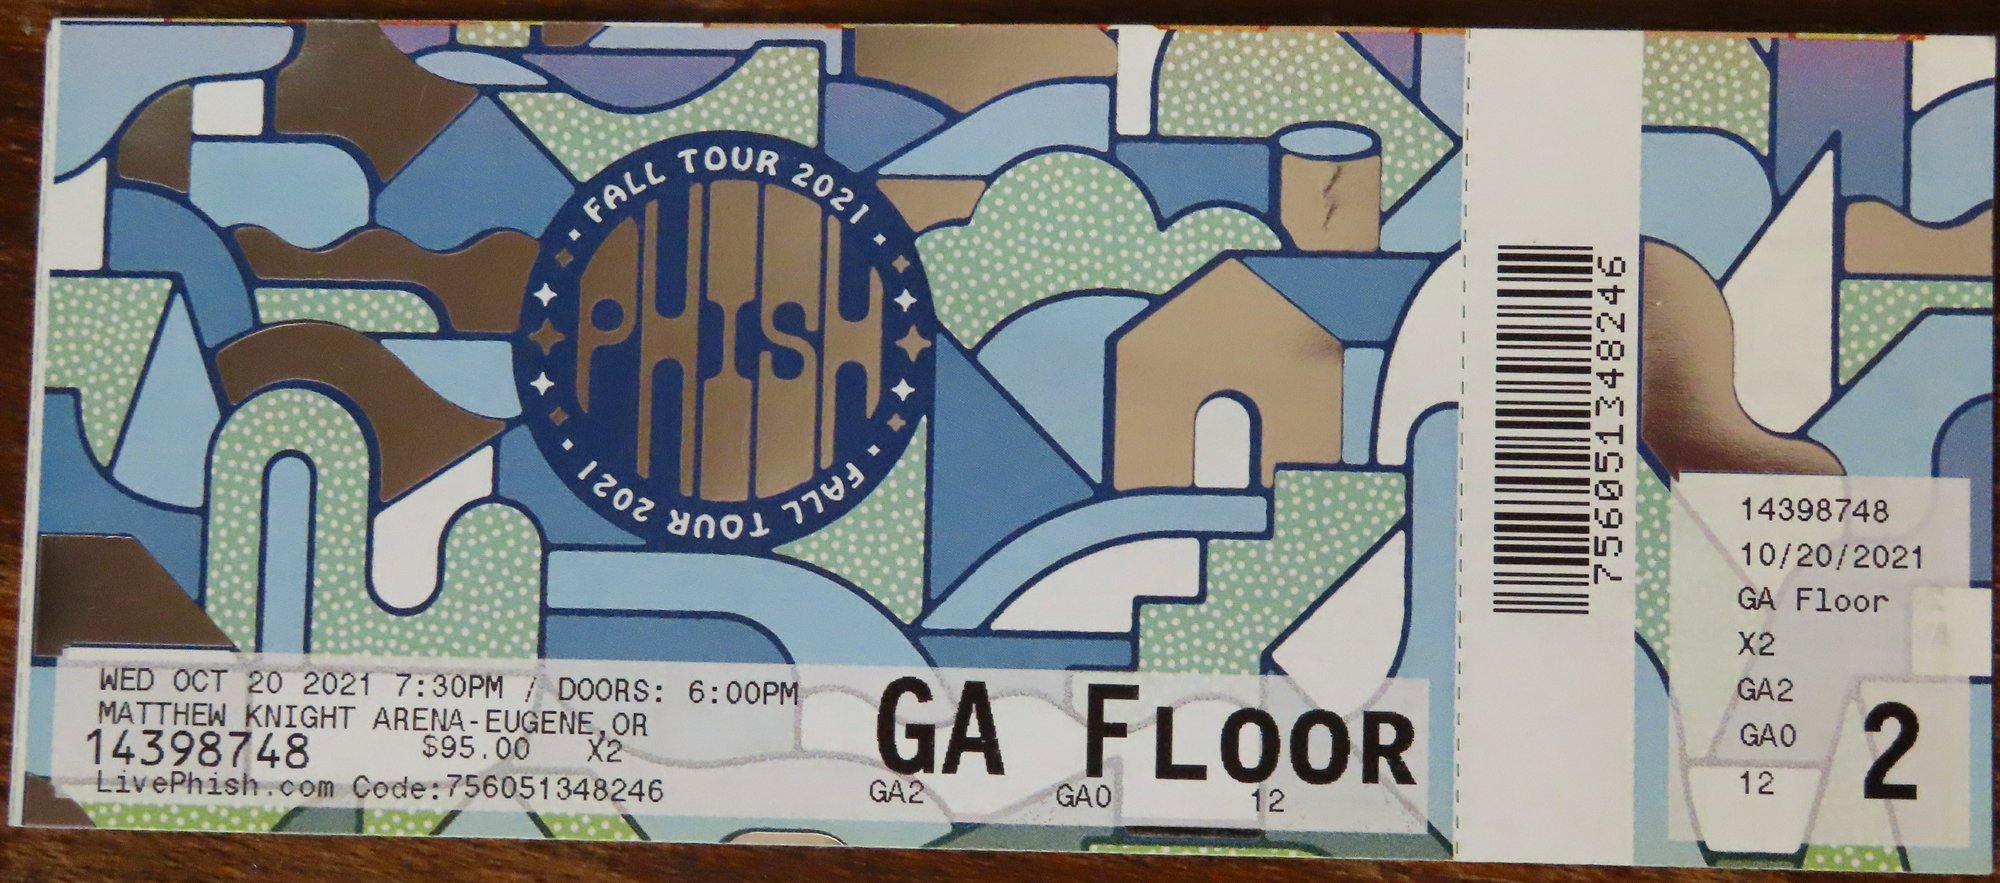 FALL TOUR 2021
PHISH
FALL TOUR 2021
WED OCT 20 2021 7:30PM / DOORS: 6:00PM
MATTHEW KNIGHT ARENA-EUGENE,OR
14398748 $95.00 X2
LivePhish.com Code:756051348246
GA FLOOR
GA2 GA0 12
756051348246
14398748
10/20/2021
GA Floor
X2
GA2
GA0
12
2